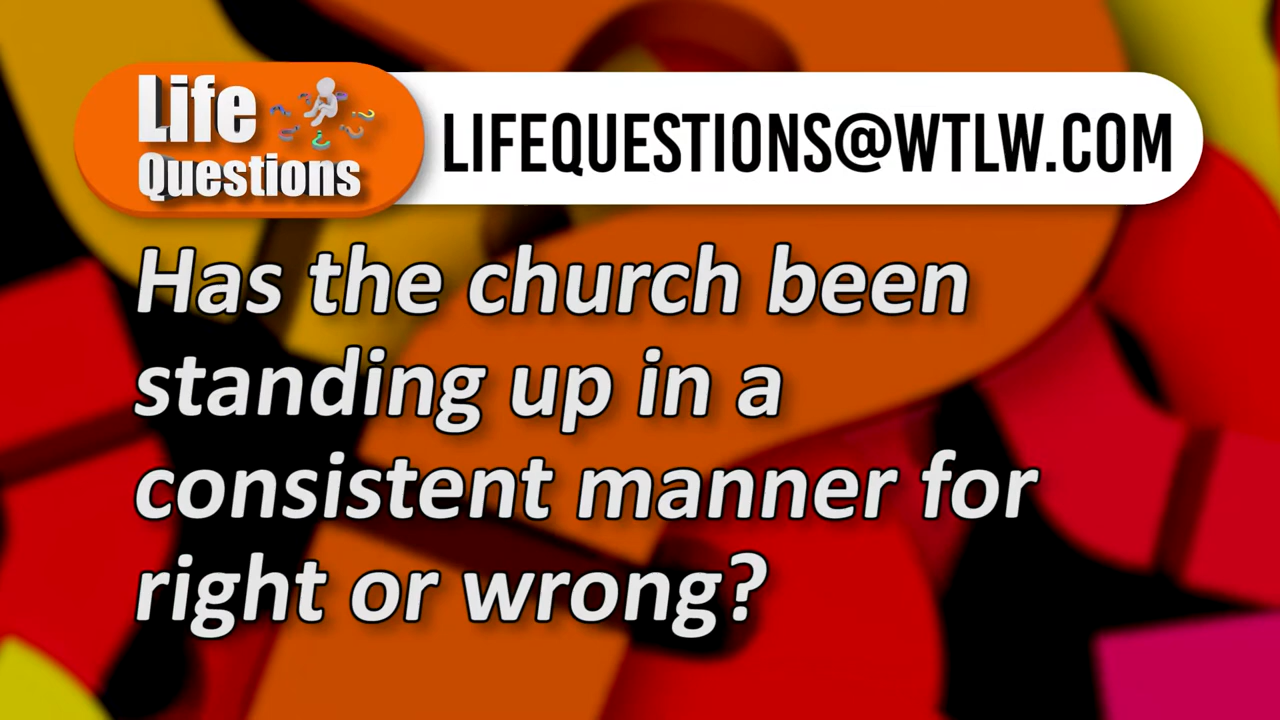 Life
Questions
LIFEQUESTIONS@WTLW.COM
Has the church been
standing up in a
consistent manner for
right or wrong?